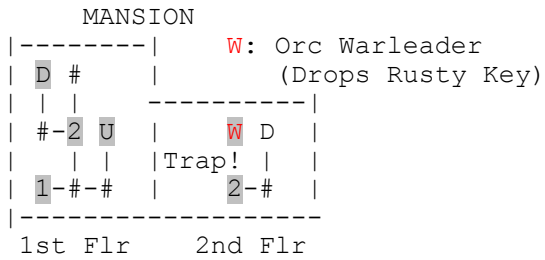 MANSION
|--------|    W: Orc Warleader
| D #    |       (Drops Rusty Key)
| | |    ----------|
| #-2 U  |    W D  |
|   | |  |Trap! |  |
| 1-#-#  |    2-#  |
|-------------------
 1st Flr    2nd Flr